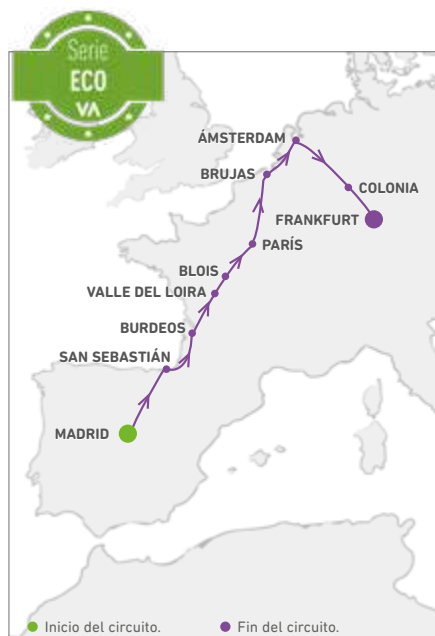 Serie
ECO
VA
ÁMSTERDAM
BRUJAS
COLONIA
FRANKFURT
PARÍS
BLOIS
VALLE DEL LOIRA
BURDEOS
SAN SEBASTIÁN
MADRID
Inicio del circuito.
Fin del circuito.